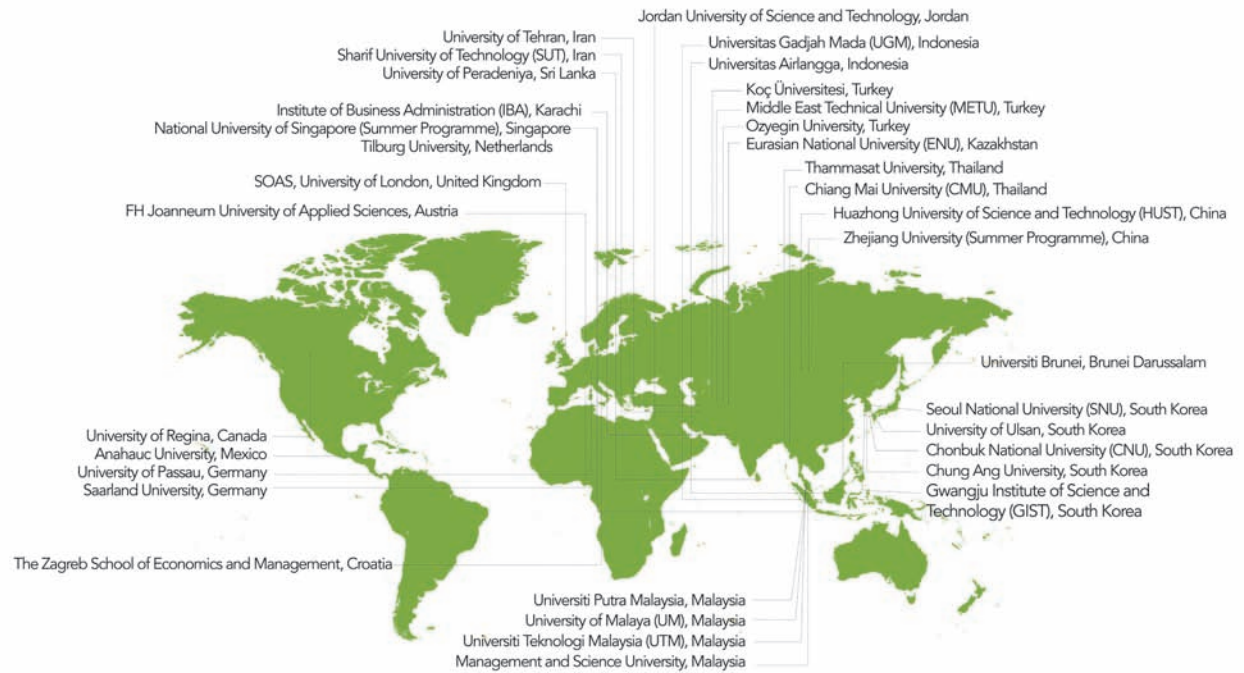 Jordan University of Science and Technology, Jordan
University of Tehran, Iran
Sharif University of Technology (SUT), Iran
University of Peradeniya, Sri Lanka
Universitas Gadjah Mada (UGM), Indonesia
Universitas Airlangga, Indonesia
Institute of Business Administration (IBA), Karachi
National University of Singapore (Summer Programme), Singapore
Tilburg University, Netherlands
Koç Üniversitesi, Turkey
Middle East Technical University (METU), Turkey
Ozyegin University, Turkey
Eurasian National University (ENU), Kazakhstan
SOAS, University of London, United Kingdom
FH Joanneum University of Applied Sciences, Austria
Thammasat University, Thailand
Chiang Mai University (CMU), Thailand
Huazhong University of Science and Technology (HUST), China
Zhejiang University (Summer Programme), China
Universiti Brunei, Brunei Darussalam
University of Regina, Canada
Anahauc University, Mexico
University of Passau, Germany
Saarland University, Germany
Seoul National University (SNU), South Korea
University of Ulsan, South Korea
Chonbuk National University (CNU), South Korea
Chung Ang University, South Korea
Gwangju Institute of Science and
Technology (GIST), South Korea
The Zagreb School of Economics and Management, Croatia
Universiti Putra Malaysia, Malaysia
University of Malaya (UM), Malaysia
Universiti Teknologi Malaysia (UTM), Malaysia
Management and Science University, Malaysia